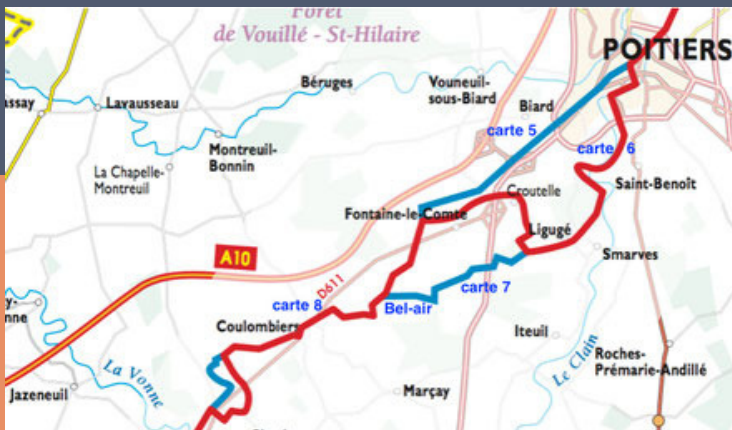 Forêt
de Vouillé - St-Hilaire
POITIERS
Béruges
Vouneuil-
sous-Biard
Biard
Lavausseau
carte 5
carte 6
Montreuil-
Bonnin
La Chapelle-
Montreuil
Croutelle
Saint-Benoît
Fontaine-le-Comte
Ligugé
A10
Smarves
D611
carte 7
carte 8
Bel-air
Coulombiers
Iteuil
Le Clain
La Vonne
Roches-
Prémarie-Andillé
Jazeneuil
Marçay